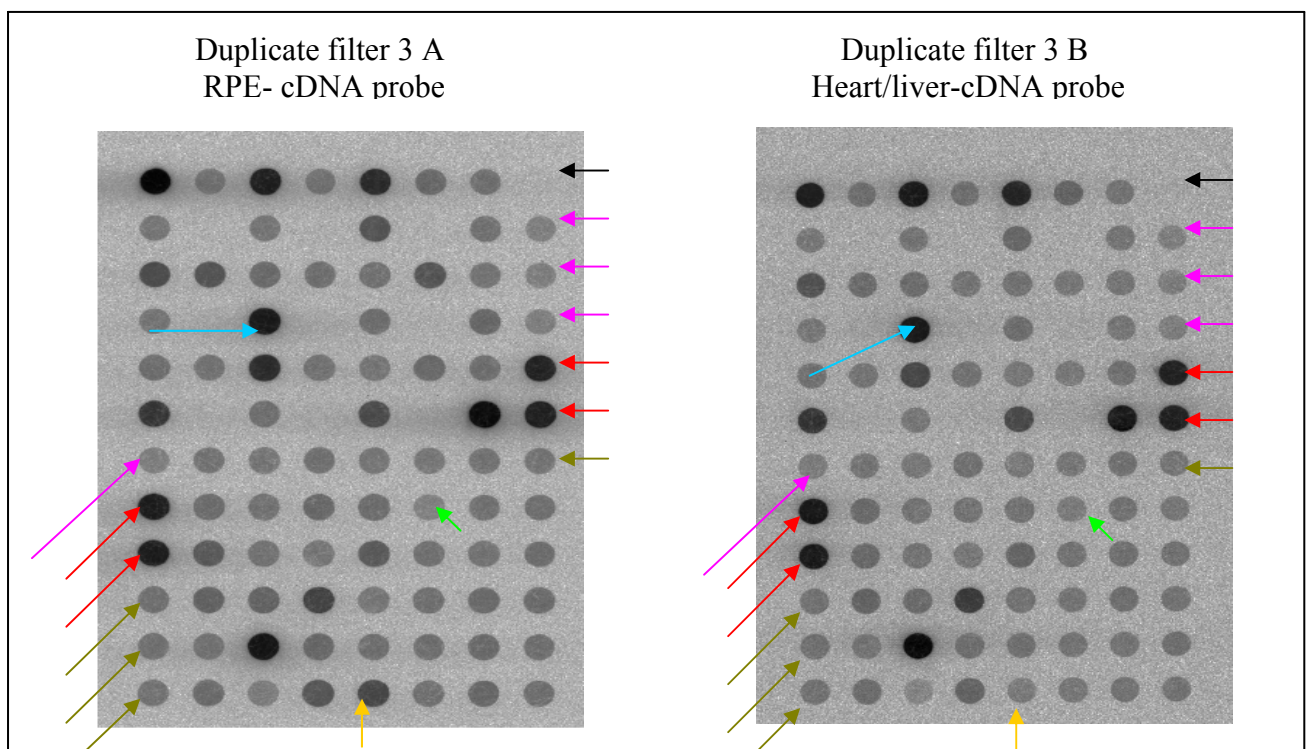 Duplicate filter 3 A
RPE- cDNA probe
Duplicate filter 3 B
Heart/liver-cDNA probe